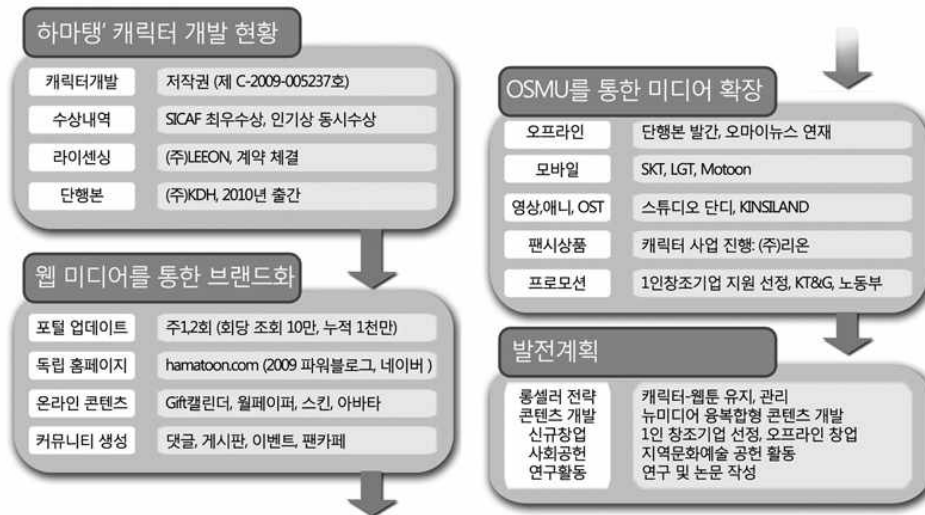 하마탱’ 캐릭터 개발 현황
캐릭터개발 저작권 (제 C-2009-005237호)
수상내역 SICAF 최우수상, 인기상 동시수상
라이센싱 (주)LEEON, 계약 체결
단행본 (주)KDH, 2010년 출간
웹 미디어를 통한 브랜드화
포털 업데이트 주1,2회 (회당 조회 10만, 누적 1천만)
독립 홈페이지 hamatoon.com (2009 파워블로그, 네이버 )
온라인 콘텐츠 Gift캘린더, 월페이퍼, 스킨, 아바타
커뮤니티 생성 댓글, 게시판, 이벤트, 팬카페
OSMU를 통한 미디어 확장
오프라인 단행본 발간, 오마이뉴스 연재
모바일 SKT, LGT, Motoon
영상,애니, OST 스튜디오 단디, KINSILAND
팬시상품 캐릭터 사업 진행: (주)리온
프로모션 1인창조기업 지원 선정, KT&G, 노동부
발전계획
롱셀러 전략 캐릭터-웹툰 유지, 관리
콘텐츠 개발 뉴미디어 융복합형 콘텐츠 개발
신규창업 1인 창조기업 선정, 오프라인 창업
사회공헌 지역문화예술 공헌 활동
연구활동 연구 및 논문 작성